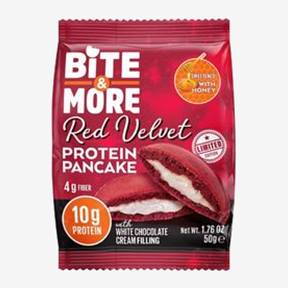 BiTE
& MORE
SWEETENED
WITH HONEY
Red Velvet
PROTEIN
PANCAKE
LIMITED
EDITION
4g FIBER
10g
PROTEIN
with
WHITE CHOCOLATE
CREAM FILLING
NET WT. 1.76 OZ
50g